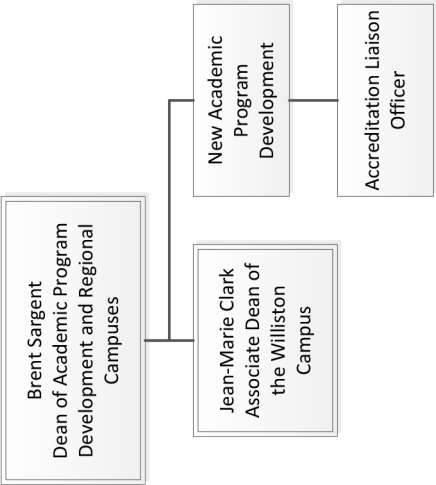 Brent Sargent
Dean of Academic Program
Development and Regional
Campuses
Jean-Marie Clark
Associate Dean of
the Williston
Campus
New Academic
Program
Development
Accreditation Liaison
Officer